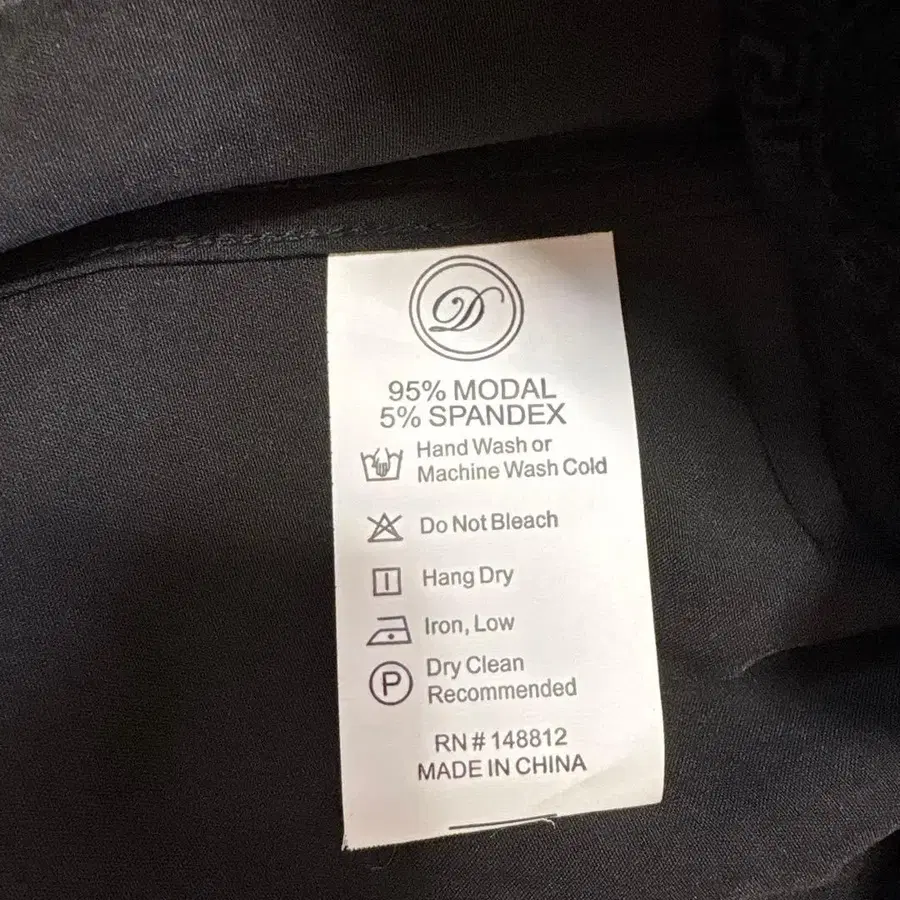 D
95% MODAL
5% SPANDEX
Hand Wash or
Machine Wash Cold
Do Not Bleach
Hang Dry
Iron, Low
P
Dry Clean
Recommended
RN # 148812
MADE IN CHINA